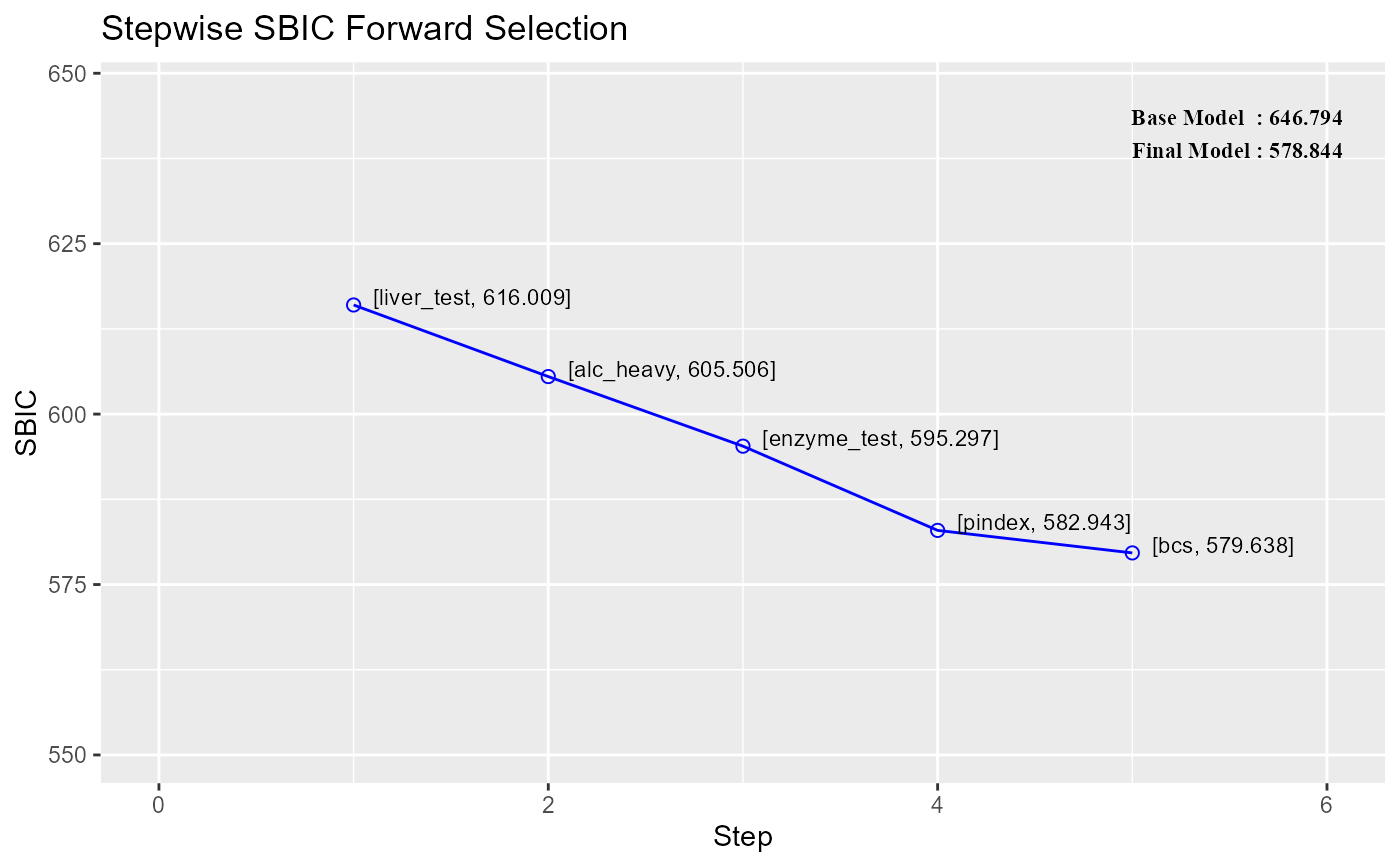 Stepwise SBIC Forward Selection
650
Base Model : 646.794
Final Model : 578.844
625
[liver_test, 616.009]
[alc_heavy, 605.506]
600
[enzyme_test, 595.297]
[pindex, 582.943]
[bcs, 579.638]
575
550
SBIC
0 2 4 6
Step